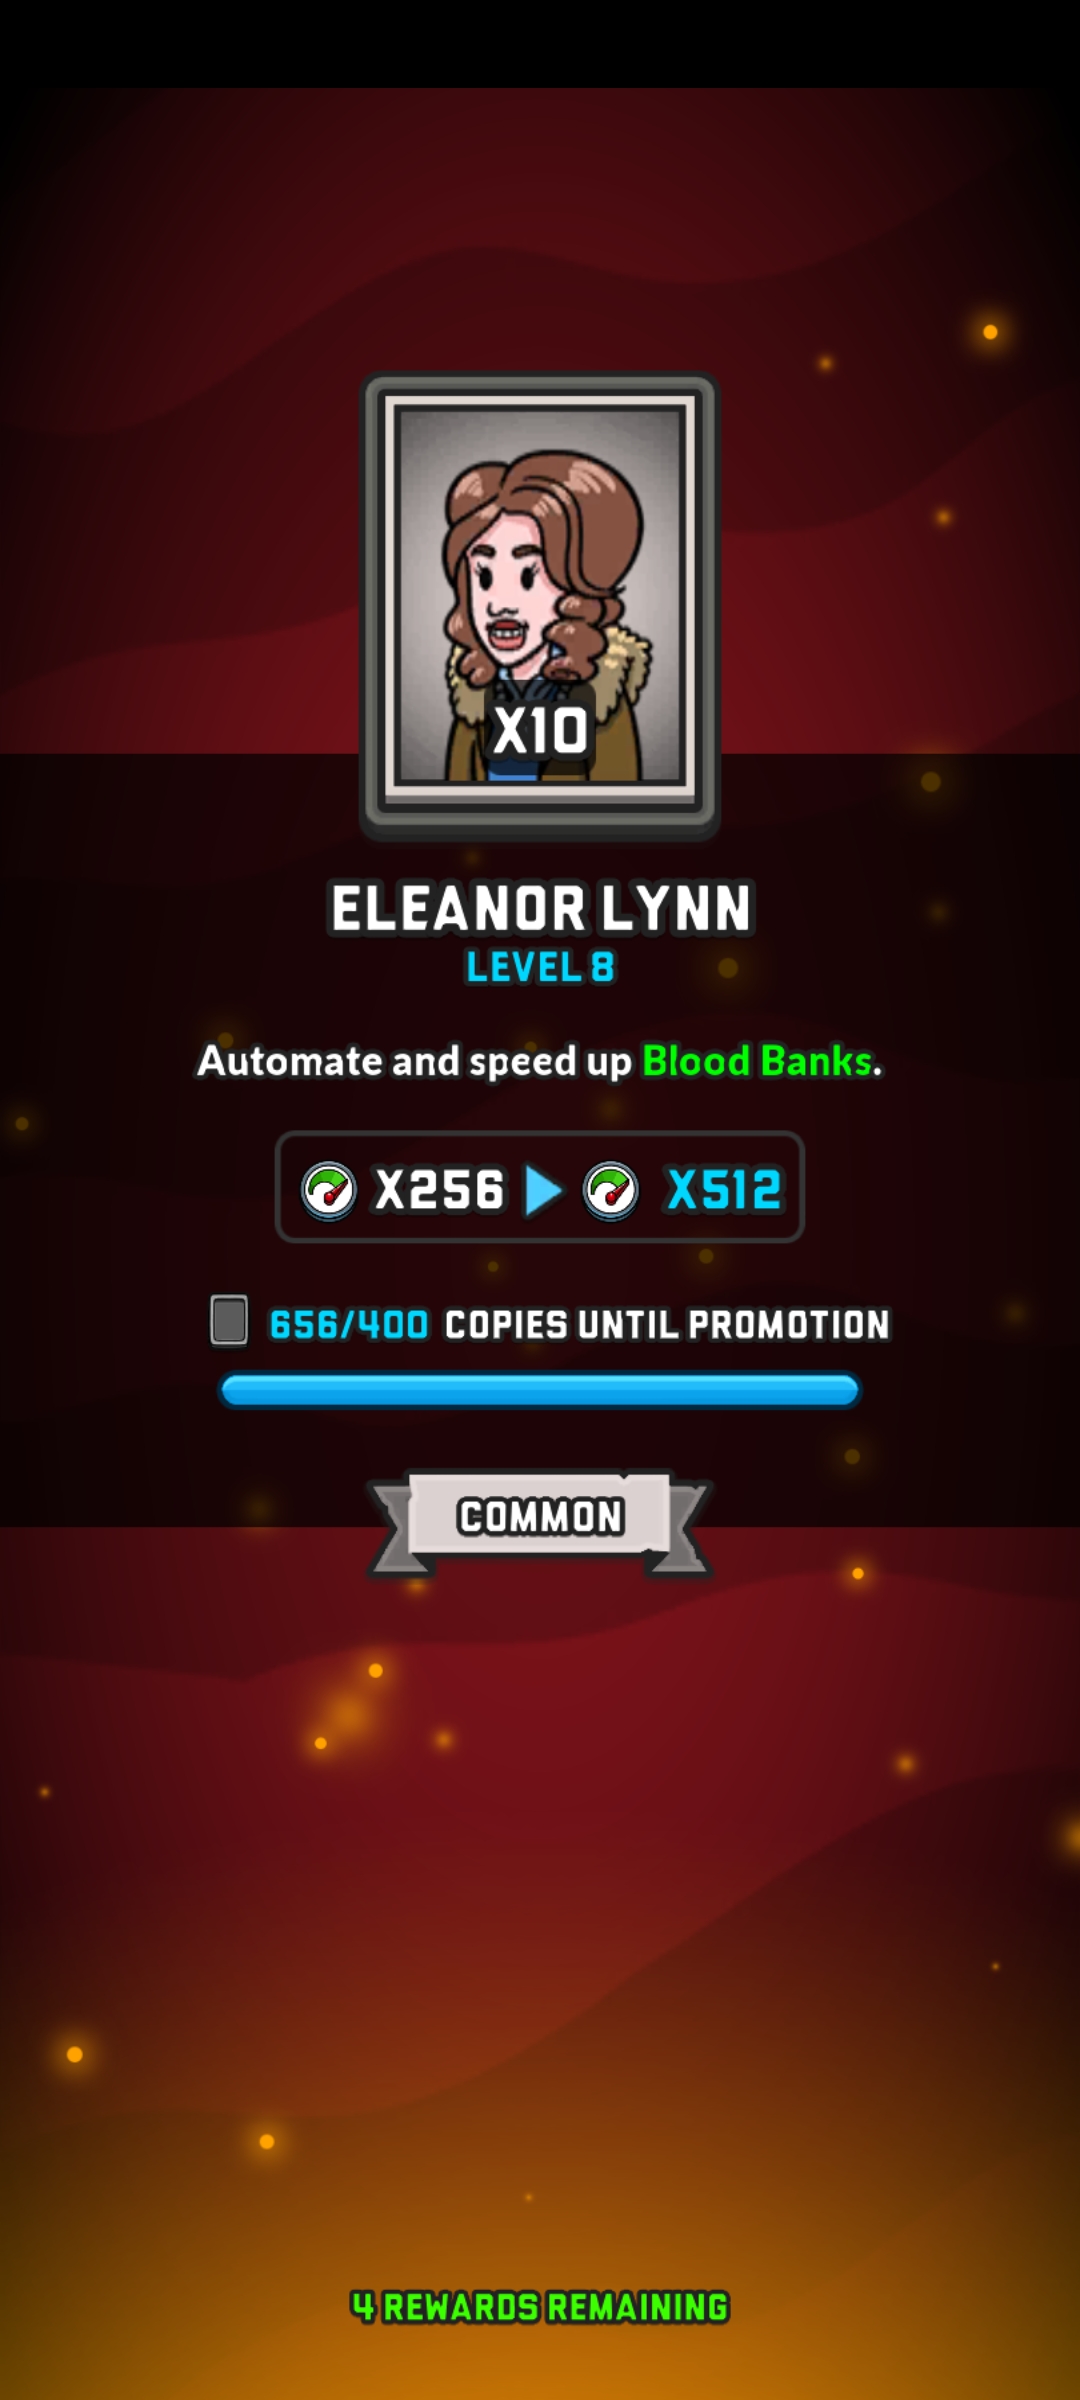 X10
ELEANOR LYNN
LEVEL 8
Automate and speed up Blood Banks.
X256 X512
656/400 COPIES UNTIL PROMOTION
COMMON
4 REWARDS REMAINING